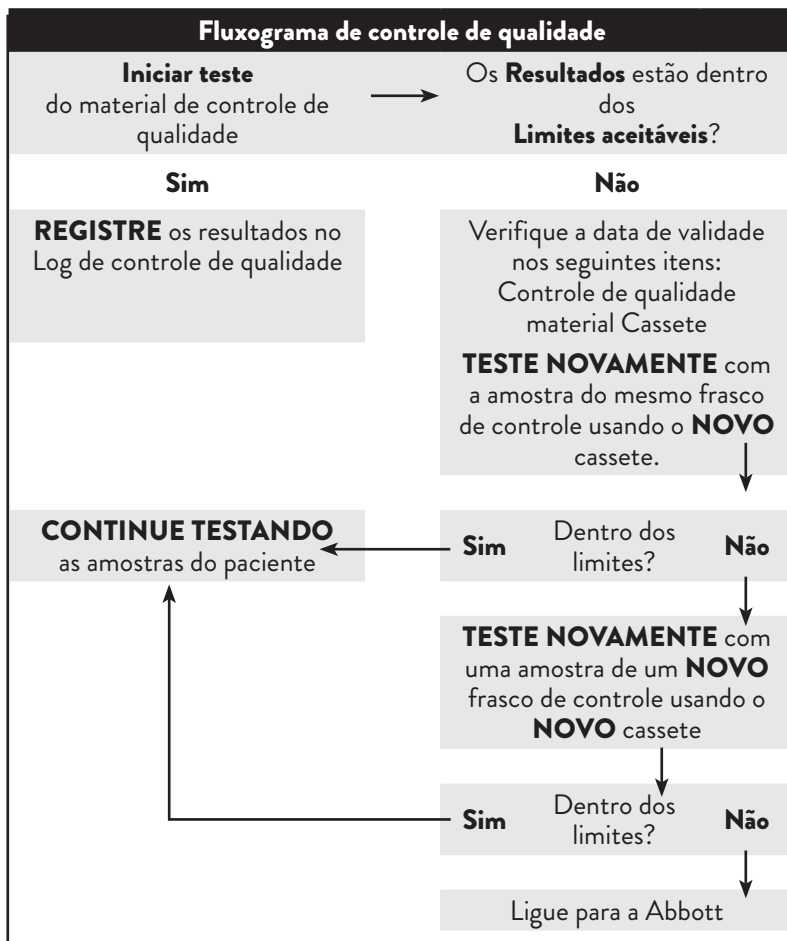 Fluxograma de controle de qualidade
Iniciar teste
do material de controle de
qualidade
Os Resultados estão dentro
dos
Limites aceitáveis?
Sim
Não
REGISTRE os resultados no
Log de controle de qualidade
Verifique a data de validade
nos seguintes itens:
Controle de qualidade
material Cassete
TESTE NOVAMENTE com
a amostra do mesmo frasco
de controle usando o NOVO
cassete.
CONTINUE TESTANDO
as amostras do paciente
Sim
Dentro dos
limites?
Não
TESTE NOVAMENTE com
uma amostra de um NOVO
frasco de controle usando o
NOVO cassete
Sim
Dentro dos
limites?
Não
Ligue para a Abbott